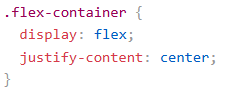 .flex-container {
  display: flex;
  justify-content: center;
}